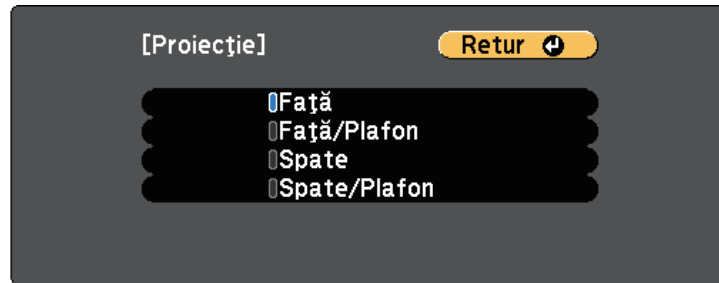 [Proiecţie]
Retur
Faţă
Faţă/Plafon
Spate
Spate/Plafon